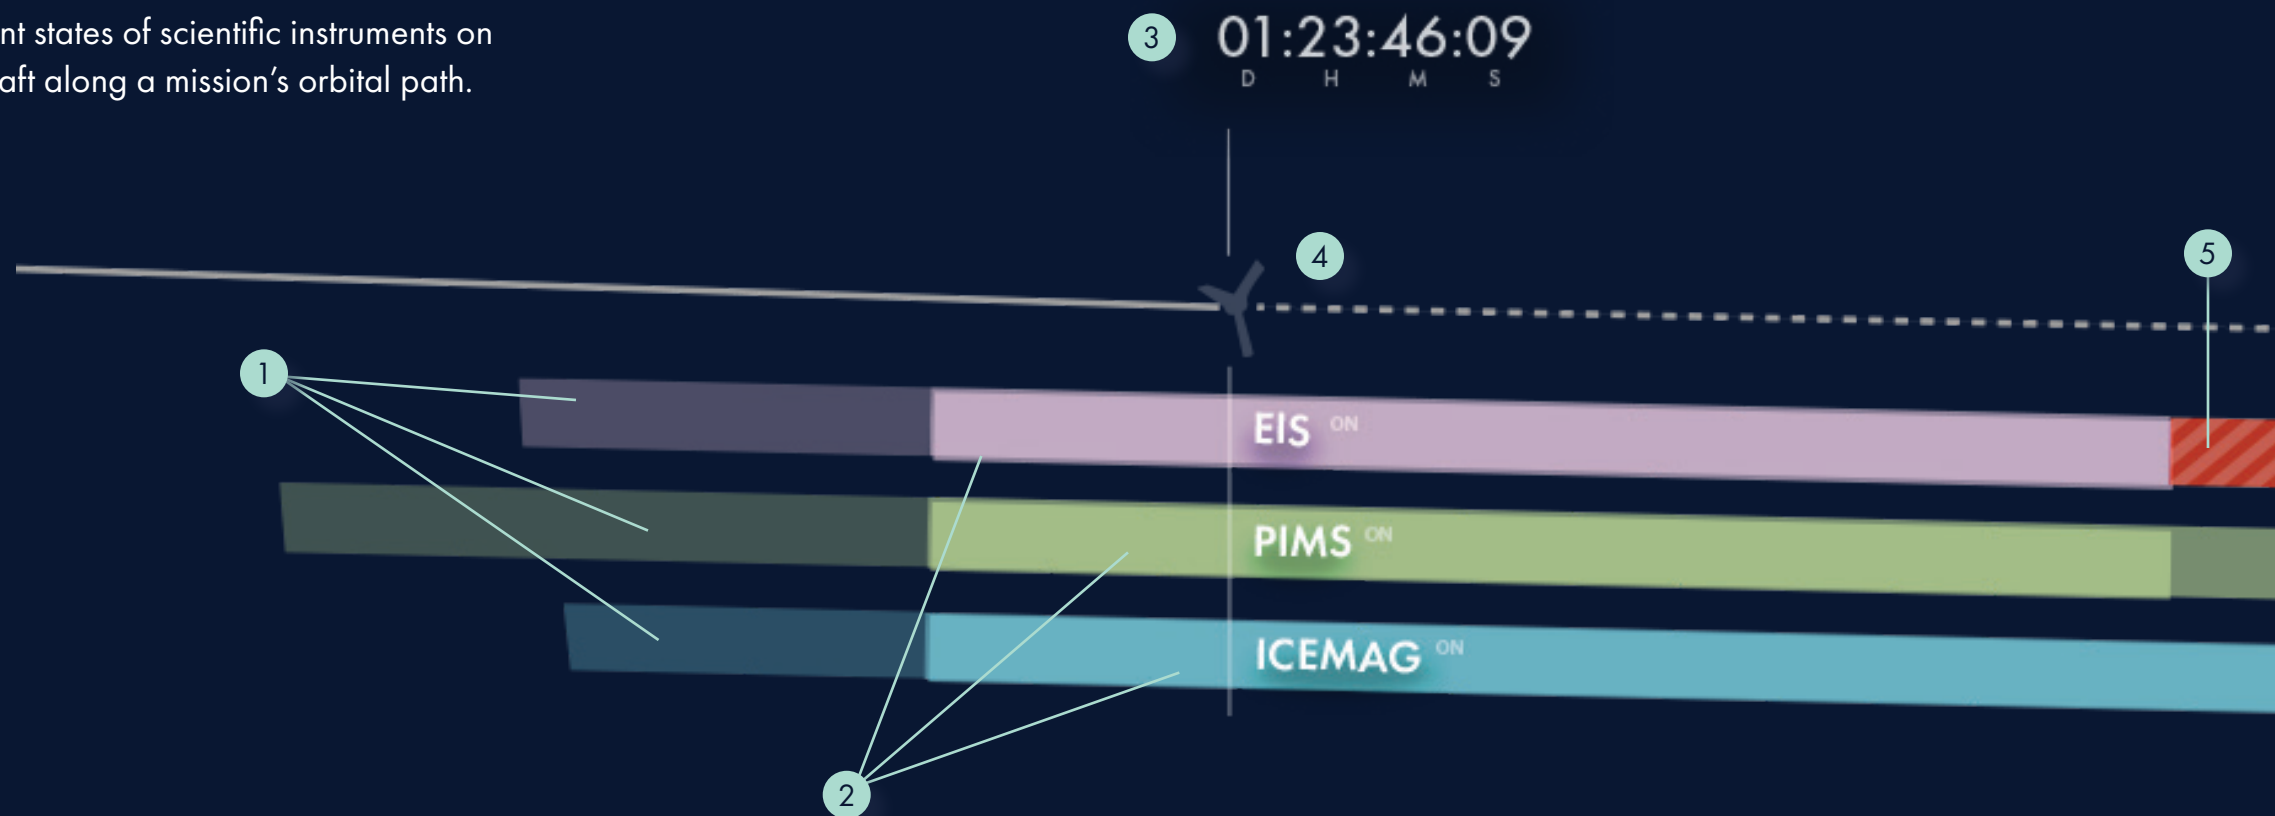 nt states of scientific instruments on
aft along a mission's orbital path.
3
01:23:46:09
D H M S
4
5
1
EIS ON
PIMS ON
ICEMAG ON
2